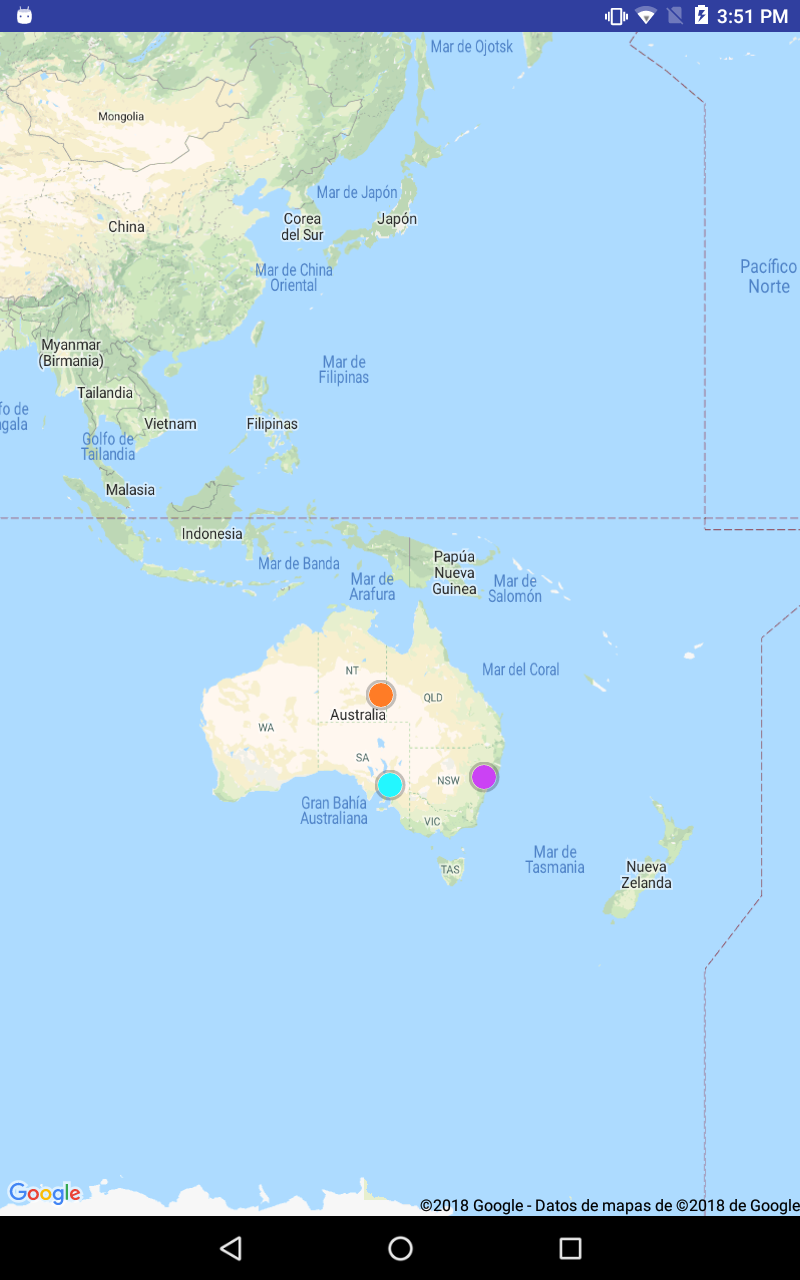 3:51 PM
Mar de Ojotsk
Mongolia
Mar de Japón
China
Corea
del Sur
Japón
Mar de China
Oriental
Pacífico
Norte
Myanmar
(Birmania)
Mar de
Filipinas
Tailandia
fo de
gala
Vietnam
Filipinas
Golfo de
Tailandia
Malasia
Indonesia
Mar de Banda
Papúa
Nueva
Guinea
Mar de
Arafura
Mar de
Salomón
NT
Mar del Coral
QLD
Australia
WA
SA
NSW
Gran Bahía
Australiana
VIC
Mar de
Tasmania
TAS
Nueva
Zelanda
Google
©2018 Google - Datos de mapas de ©2018 de Google